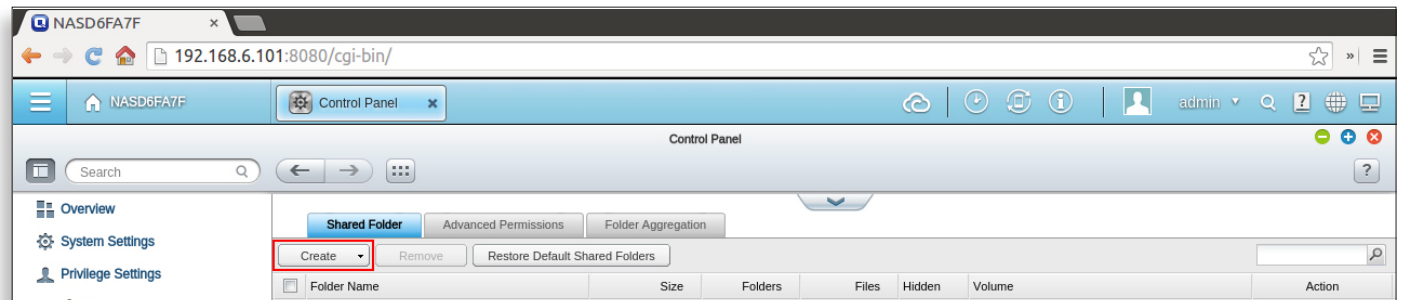 NASD6FA7F
192.168.6.101:8080/cgi-bin/
NASD6FA7F Control Panel admin
Control Panel
Search
Overview
Shared Folder Advanced Permissions Folder Aggregation
System Settings
Create Remove Restore Default Shared Folders
Privilege Settings
Folder Name Size Folders Files Hidden Volume Action